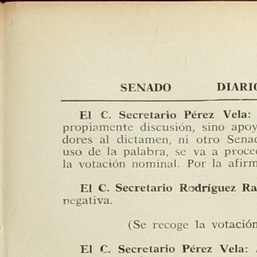 SENADO DIARIO
El C. Secretario Pérez Vela:
propiamente discusión, sino apoy
dores al dictamen, ni otro Senad
uso de la palabra, se va a proced
la votación nominal. Por la afirm
El C. Secretario Rodríguez Ra
negativa.
(Se recoge la votación
El C. Secretario Pérez Vela: